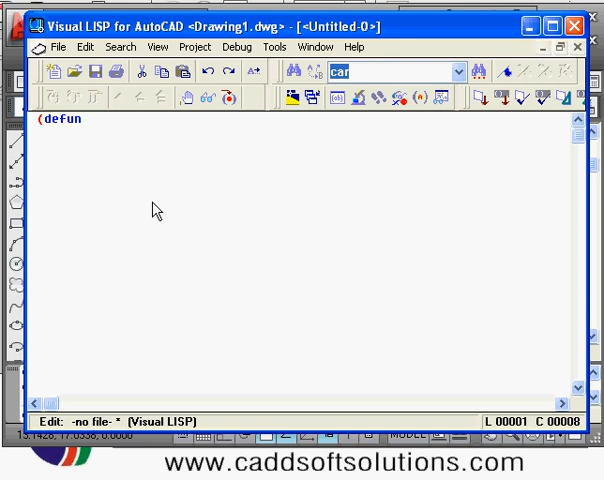 Visual LISP for AutoCAD <Drawing1.dwg> - [<Untitled-0>]
File Edit Search View Project Debug Tools Window Help
car
(defun
Edit: -no file- * (Visual LISP)
L 00001 C 00008
13.1428, 17.0338, 0.0000
MODEL
www.caddsoftsolutions.com